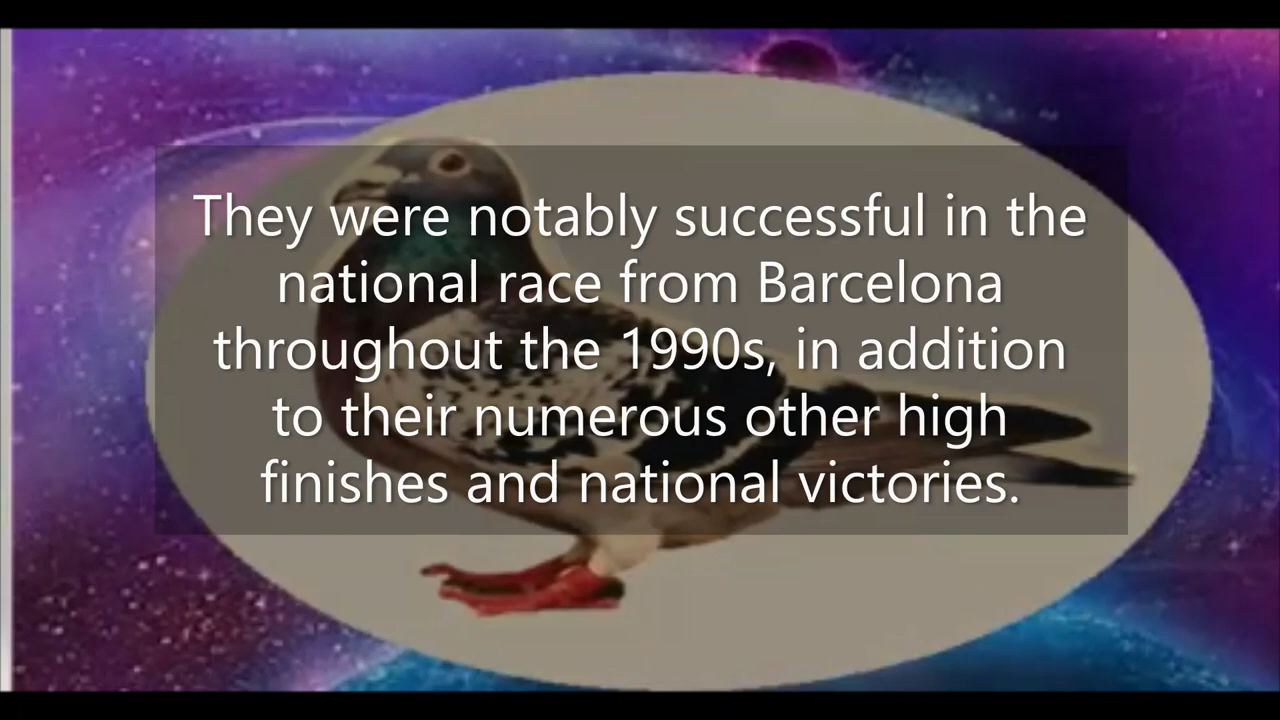 They were notably successful in the
national race from Barcelona
throughout the 1990s, in addition
to their numerous other high
finishes and national victories.